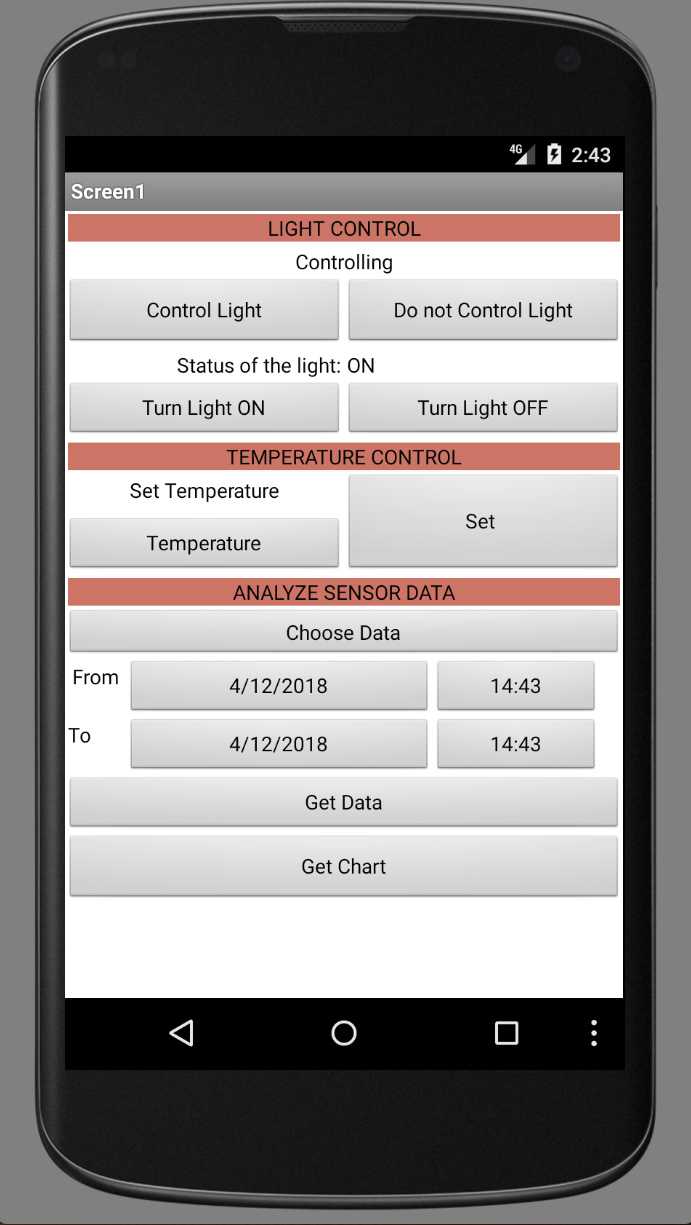 4G 2:43
Screen1
LIGHT CONTROL
Controlling
Control Light Do not Control Light
Status of the light: ON
Turn Light ON Turn Light OFF
TEMPERATURE CONTROL
Set Temperature
Set
Temperature
ANALYZE SENSOR DATA
Choose Data
From 4/12/2018 14:43
To 4/12/2018 14:43
Get Data
Get Chart